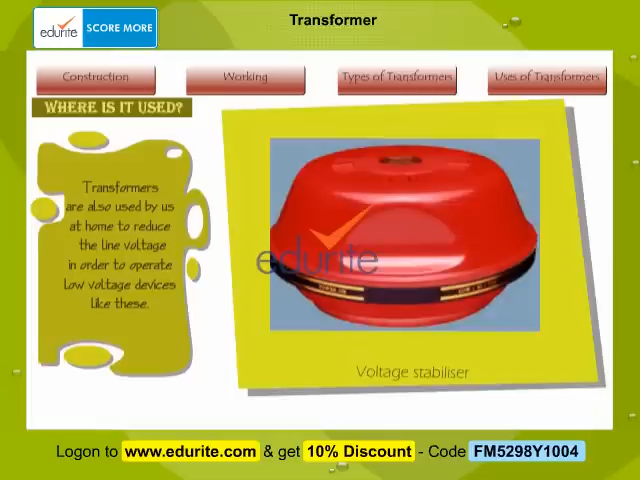 Transformer
edurite
SCORE MORE
Construction
Working
Types of Transformers
Uses of Transformers
WHERE IS IT USED?
Transformers
are also used by us
at home to reduce
the line voltage
in order to operate
low voltage devices
like these.
edurite
Voltage stabiliser
Logon to www.edurite.com & get 10% Discount - Code FM5298Y1004